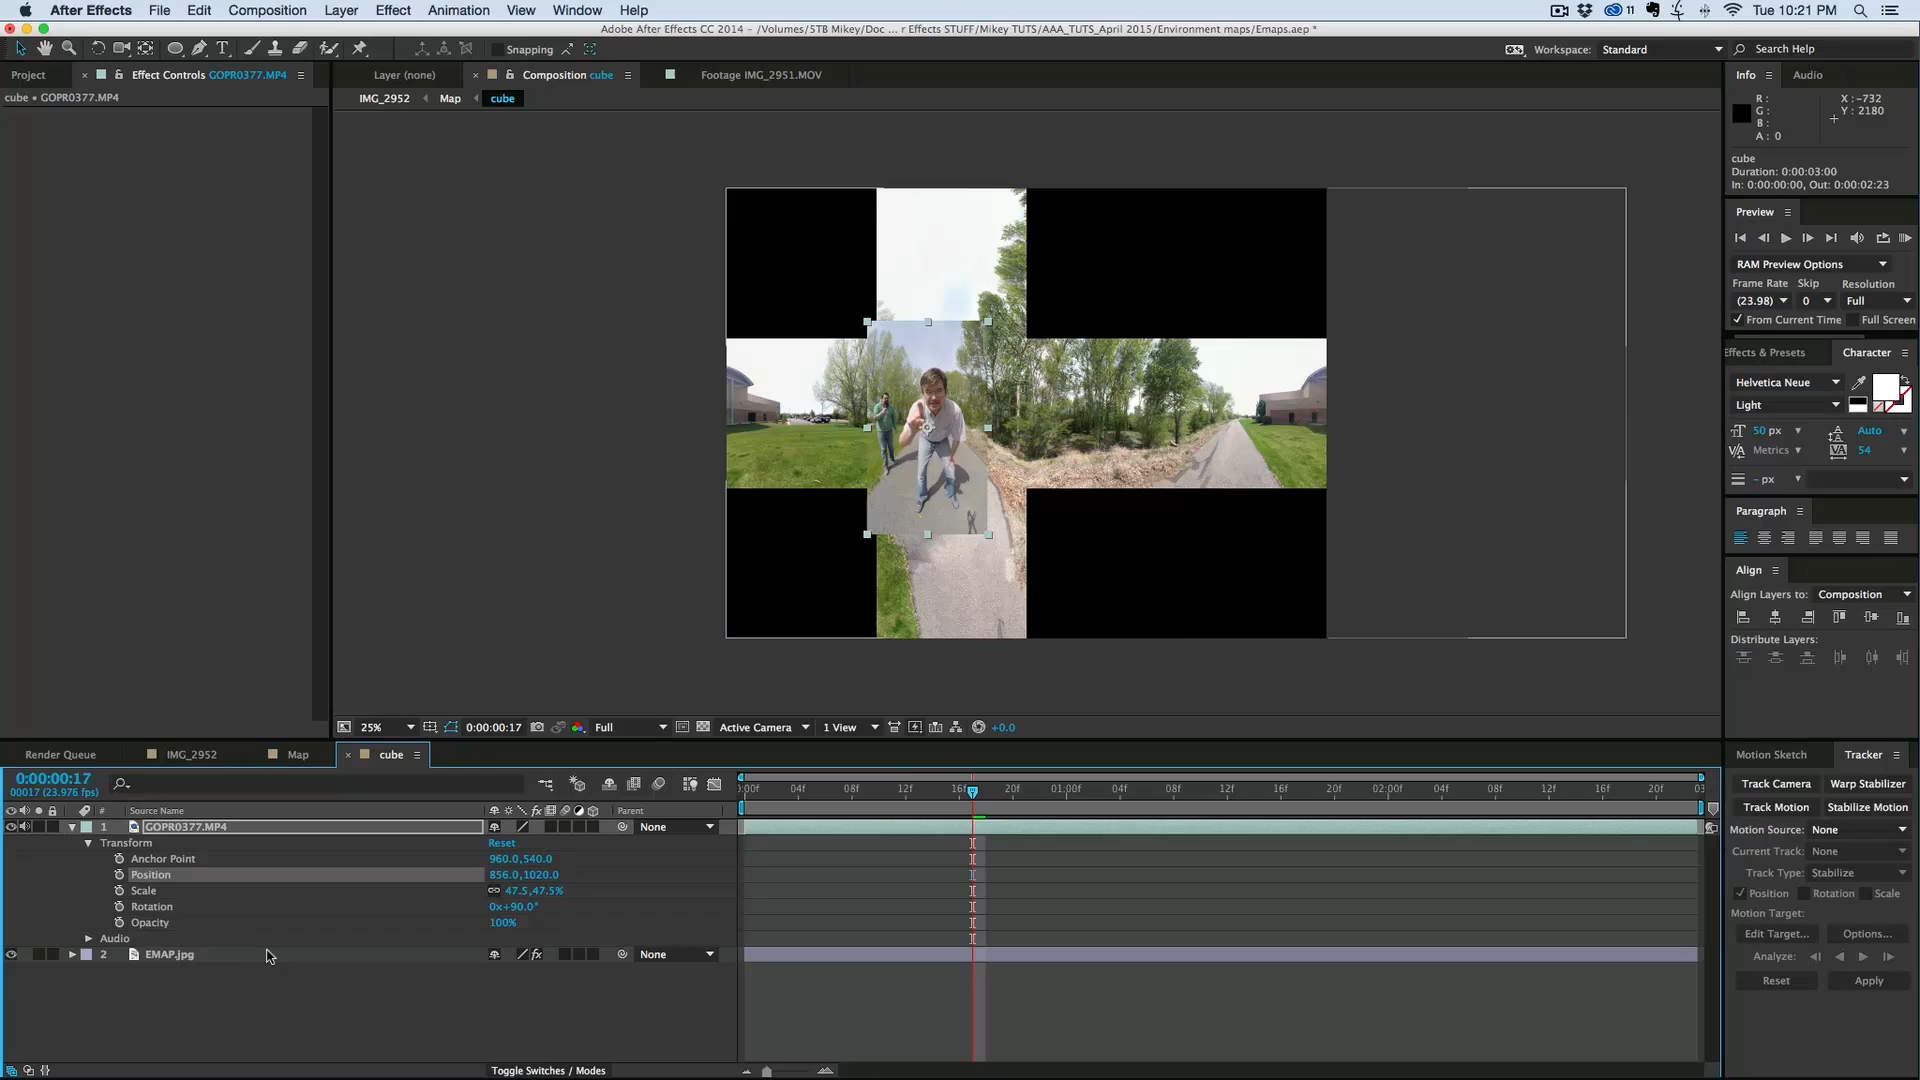 After Effects File Edit Composition Layer Effect Animation View Window Help 11 Tue 10:21 PM
Adobe After Effects CC 2014 – /Volumes/5TB Mikey/Doc ... r Effects STUFF/Mikey TUTS/AAA_TUTS_April 2015/Environment maps/Emaps.aep *
Snapping Workspace: Standard Search Help
Project Effect Controls GOPR0377.MP4 Layer (none) Composition cube Footage IMG_2951.MOV Info Audio
cube • GOPR0377.MP4 IMG_2952 Map cube
R : X : -732
G : Y : 2180
B :
A : 0
cube
Duration: 0:00:03:00
In: 0:00:00:00, Out: 0:00:02:23
Preview
RAM Preview Options
Frame Rate Skip Resolution
(23.98) 0 Full
From Current Time Full Screen
Effects & Presets Character
Helvetica Neue
Light
50 px Auto
Metrics 54
- px
Paragraph
Align
Align Layers to: Composition
Distribute Layers:
25% 0:00:00:17 Full Active Camera 1 View +0.0
Render Queue IMG_2952 Map cube Motion Sketch Tracker
0:00:00:17
00017 (23.976 fps)
04f 08f 12f 16f 20f 01:00f 04f 08f 12f 16f 20f 02:00f 04f 08f 12f 16f 20f
# Source Name Parent
1 GOPR0377.MP4 None
Transform Reset
Anchor Point 960.0,540.0
Position 856.0,1020.0
Scale 47.5,47.5%
Rotation 0x+90.0°
Opacity 100%
Audio
2 EMAP.jpg None
Toggle Switches / Modes
Track Camera Warp Stabilizer
Track Motion Stabilize Motion
Motion Source: None
Current Track: None
Track Type: Stabilize
Position Rotation Scale
Motion Target:
Edit Target... Options...
Analyze:
Reset Apply